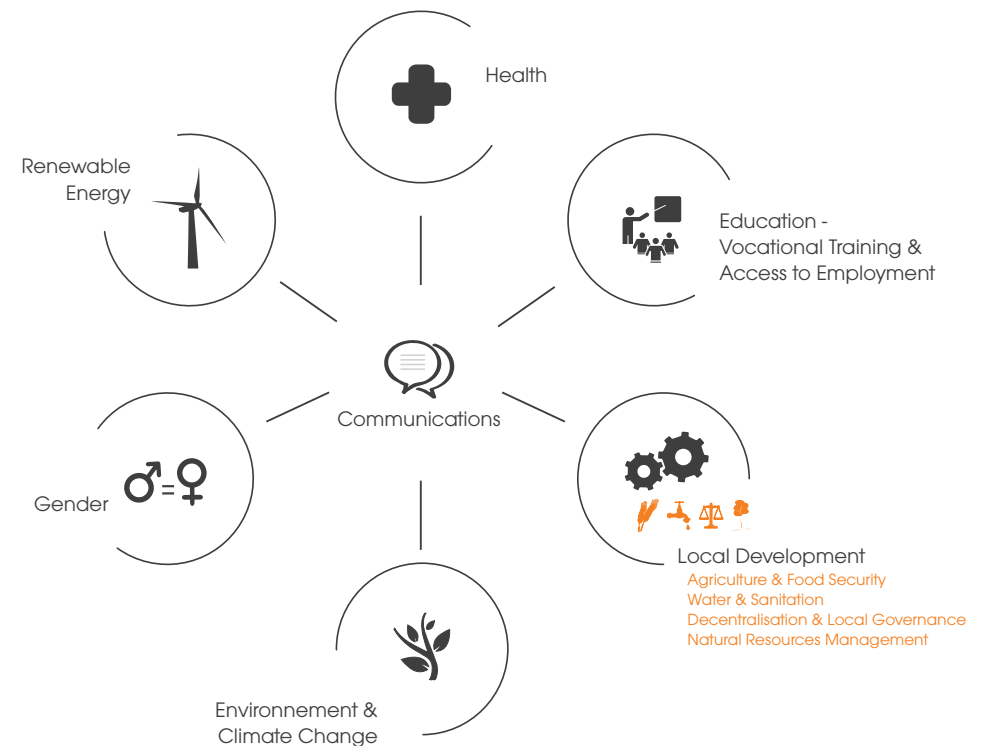 Health
Renewable
Energy
Education -
Vocational Training &
Access to Employment
Communications
Gender
Local Development
Agriculture & Food Security
Water & Sanitation
Decentralisation & Local Governance
Natural Resources Management
Environnement &
Climate Change